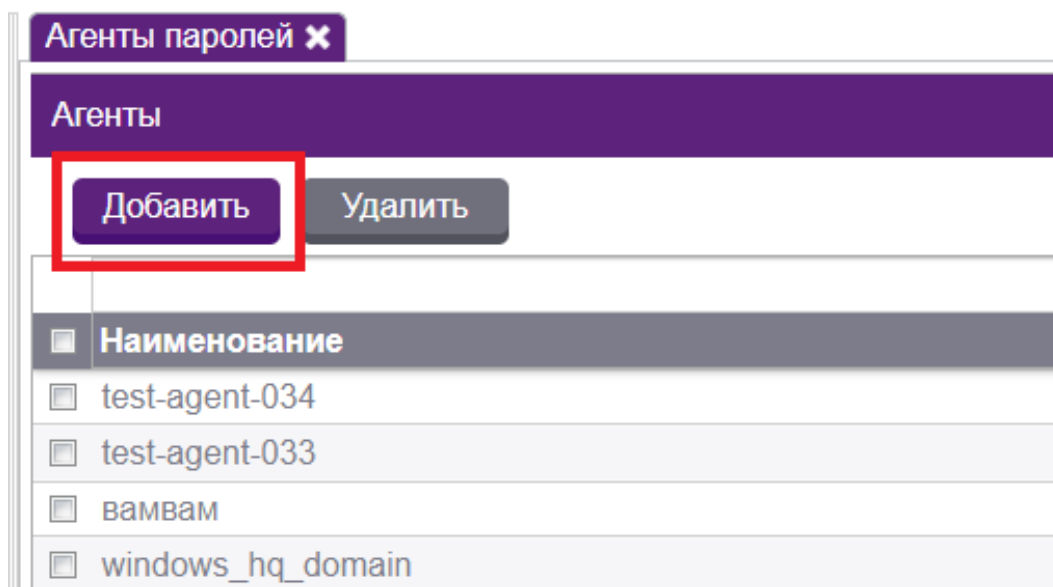 Агенты паролей
Агенты
Добавить Удалить
Наименование
test-agent-034
test-agent-033
вамвам
windows_hq_domain